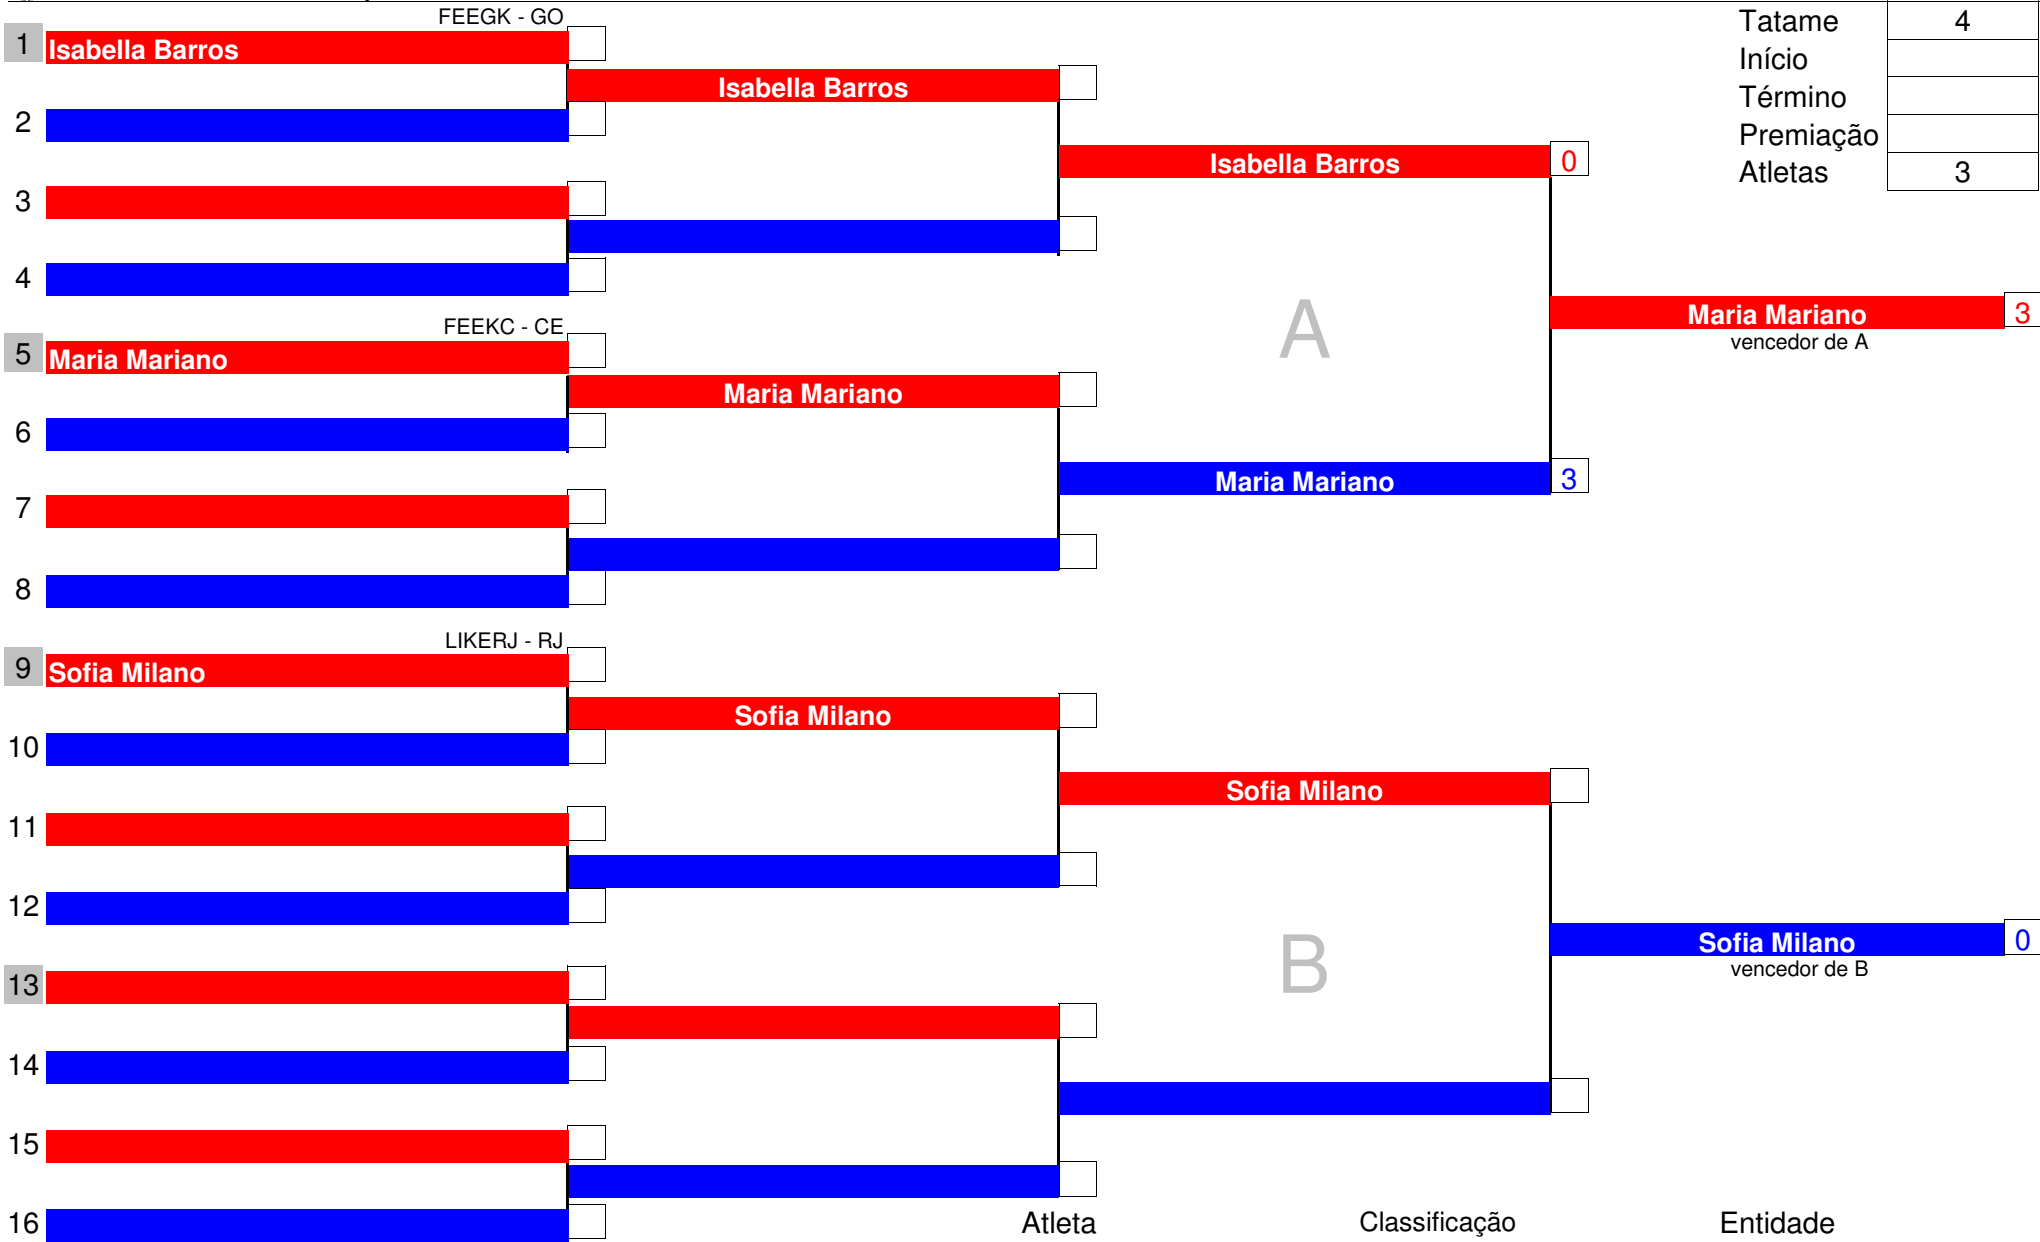 FEEGK - GO
Tatame 4
1 Isabella Barros
Início
Isabella Barros
Término
2
Premiação
Isabella Barros 0
Atletas 3
3
4
Maria Mariano 3
vencedor de A
A
FEEKC - CE
5 Maria Mariano
Maria Mariano
6
Maria Mariano 3
7
8
LIKERJ - RJ
9 Sofia Milano
Sofia Milano
10
Sofia Milano
11
12
Sofia Milano 0
vencedor de B
B
13
14
15
16
Atleta Classificação Entidade